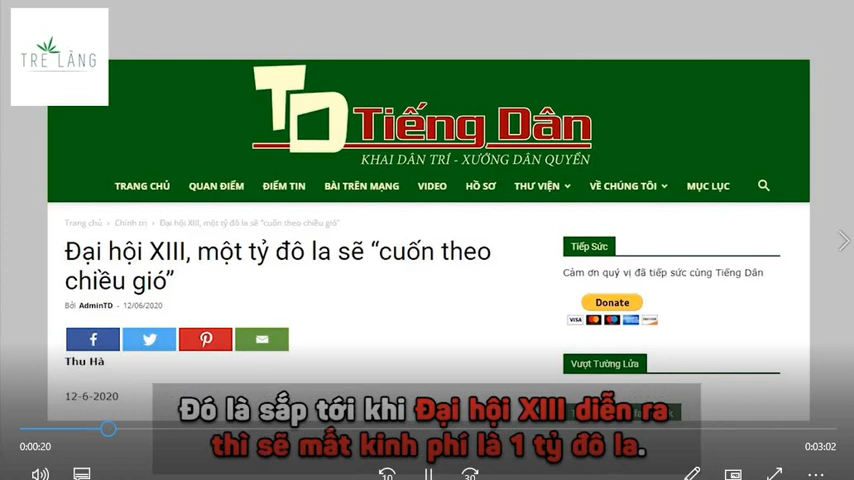 TRE LÀNG
TD Tiếng Dân
KHAI DÂN TRÍ - XƯỚNG DÂN QUYỀN
TRANG CHỦ QUAN ĐIỂM ĐIỂM TIN BÀI TRÊN MẠNG VIDEO HỒ SƠ THƯ VIỆN VỀ CHÚNG TÔI MỤC LỤC
Trang chủ > Chính trị > Đại hội XIII, một tỷ đô la sẽ “cuốn theo chiều gió”
Đại hội XIII, một tỷ đô la sẽ “cuốn theo
chiều gió”
Bởi AdminTD - 12/06/2020
Thu Hà
12-6-2020
Tiếp Sức
Cảm ơn quý vị đã tiếp sức cùng Tiếng Dân
Donate
VISA
Vượt Tường Lửa
Đó là sắp tới khi Đại hội XIII diễn ra
thì sẽ mất kinh phí là 1 tỷ đô la.
0:00:20
0:03:02
10
30